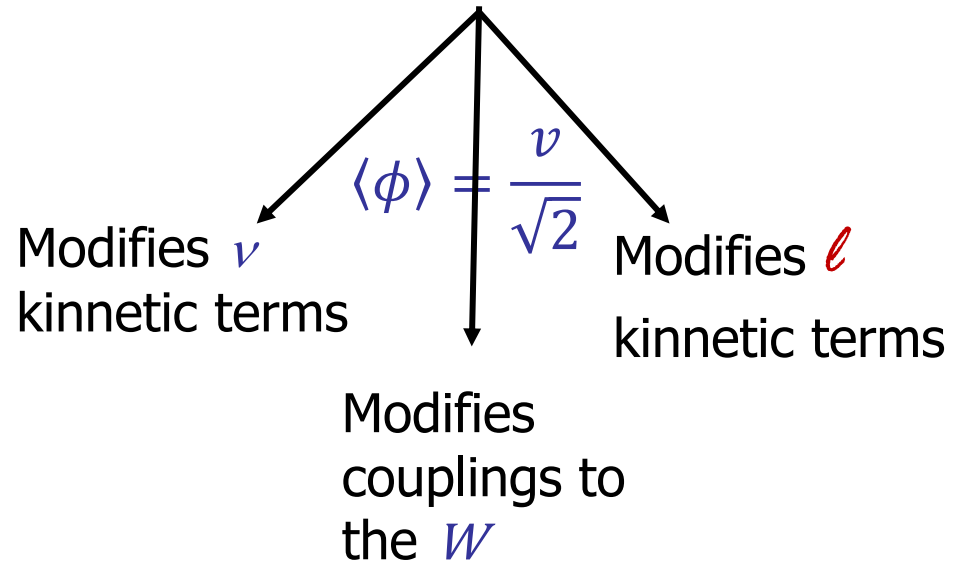 ⟨ϕ⟩ = v/√2
Modifies ν
kinnetic terms
Modifies ℓ
kinnetic terms
Modifies
couplings to
the W